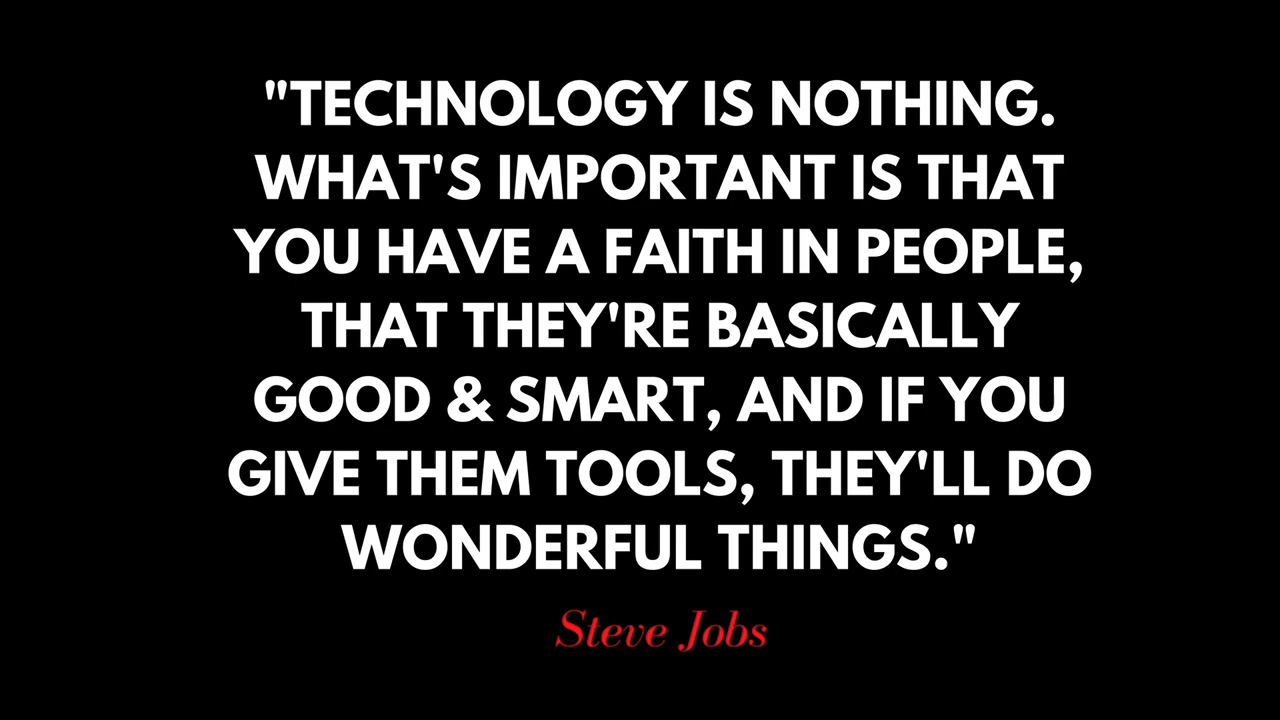 "TECHNOLOGY IS NOTHING.
WHAT'S IMPORTANT IS THAT
YOU HAVE A FAITH IN PEOPLE,
THAT THEY'RE BASICALLY
GOOD & SMART, AND IF YOU
GIVE THEM TOOLS, THEY'LL DO
WONDERFUL THINGS."
Steve Jobs